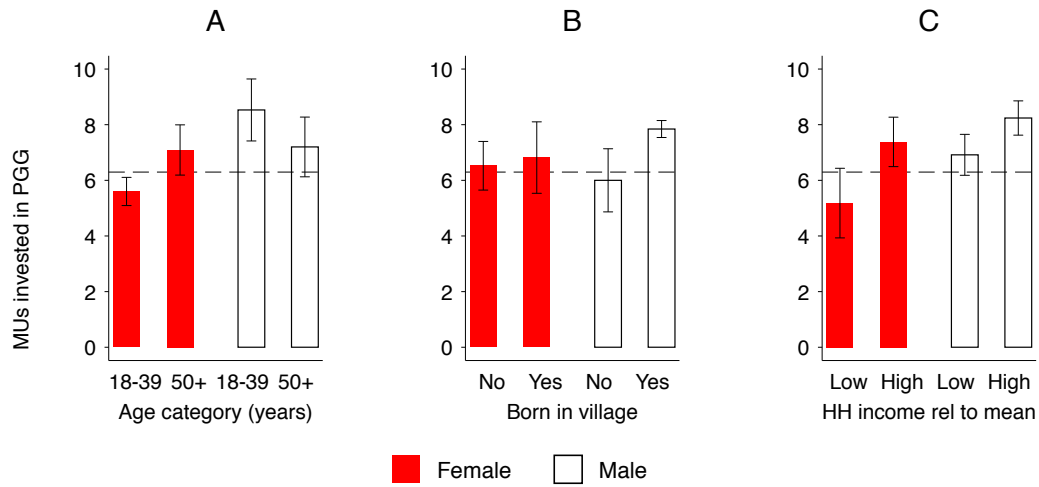 A
B
C
MUs invested in PGG
10
8
6
4
2
0
18-39 50+ 18-39 50+
Age category (years)
10
8
6
4
2
0
No Yes No Yes
Born in village
10
8
6
4
2
0
Low High Low High
HH income rel to mean
Female Male